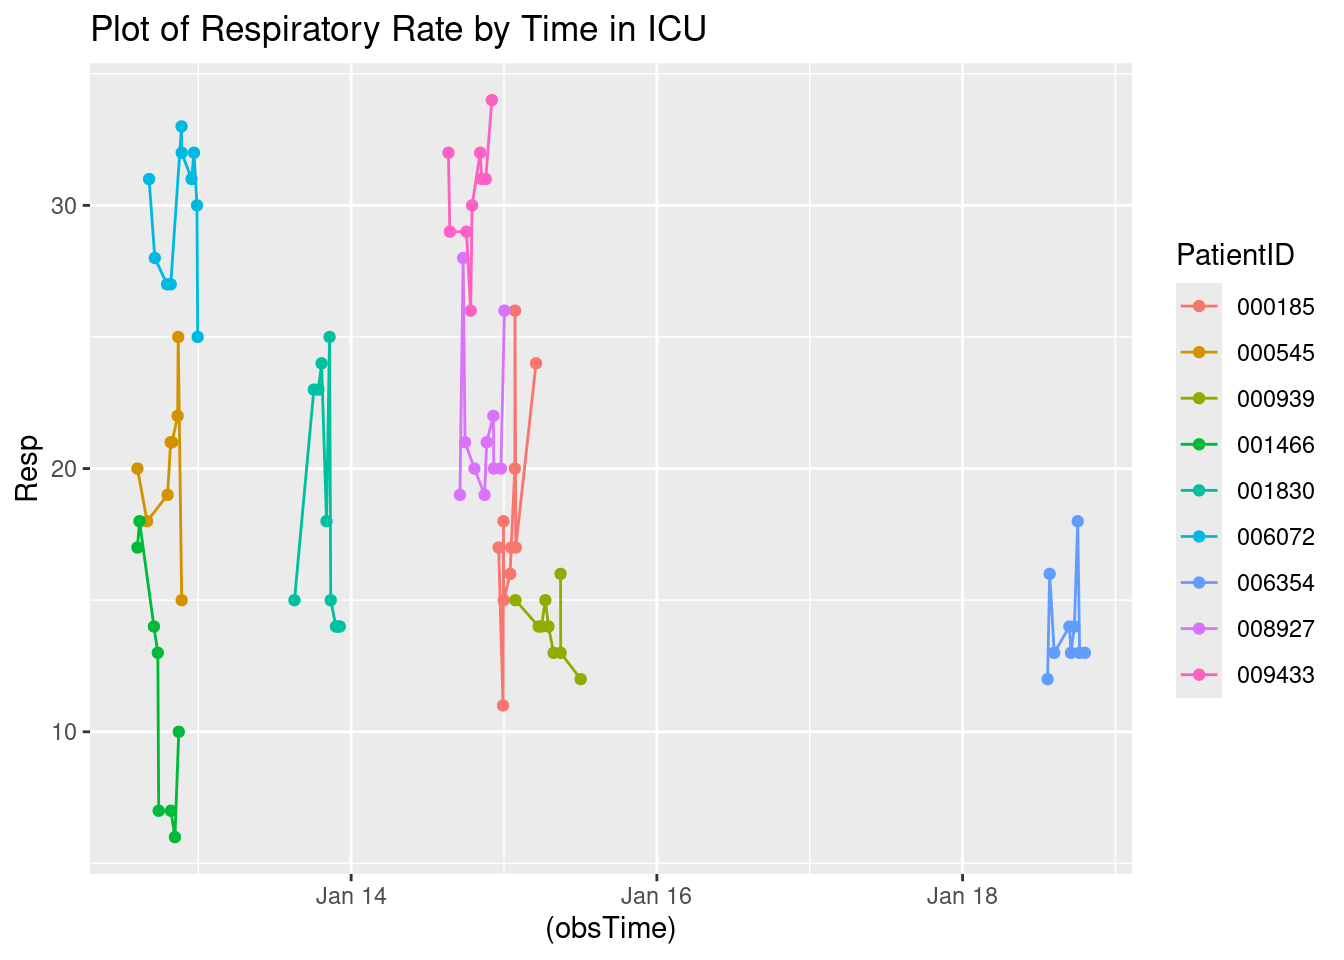 Plot of Respiratory Rate by Time in ICU
30
20
10
Resp
Jan 14
Jan 16
Jan 18
(obsTime)
PatientID
000185
000545
000939
001466
001830
006072
006354
008927
009433